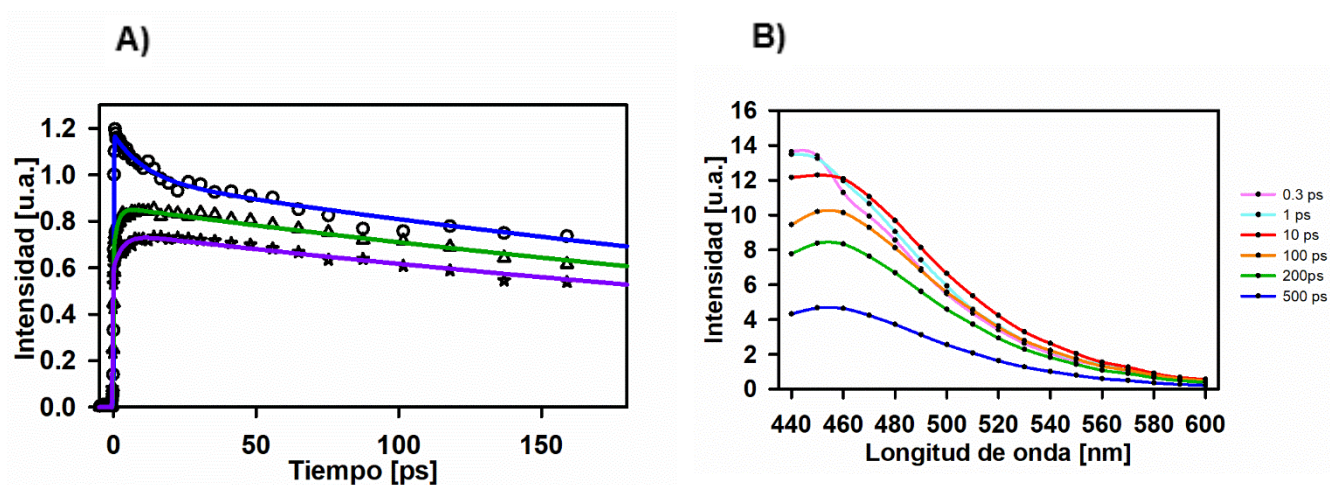 A)
Intensidad [u.a.]
1.2
1.0
0.8
0.6
0.4
0.2
0.0
0 50 100 150
Tiempo [ps]
B)
Intensidad [u.a.]
16
14
12
10
8
6
4
2
0
440 460 480 500 520 540 560 580 600
Longitud de onda [nm]
0.3 ps
1 ps
10 ps
100 ps
200ps
500 ps